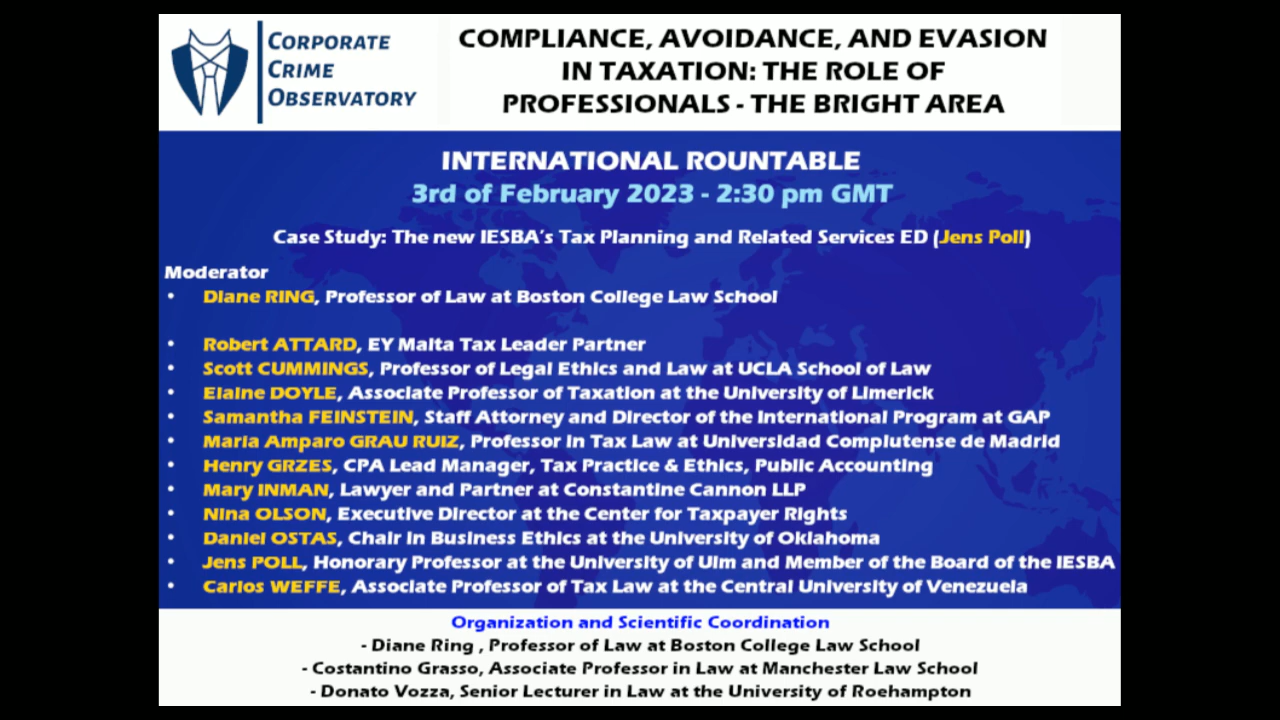 CORPORATE
CRIME
OBSERVATORY
COMPLIANCE, AVOIDANCE, AND EVASION
IN TAXATION: THE ROLE OF
PROFESSIONALS - THE BRIGHT AREA
INTERNATIONAL ROUNTABLE
3rd of February 2023 - 2:30 pm GMT
Case Study: The new IESBA's Tax Planning and Related Services ED (Jens Poll)
Moderator
• Diane RING, Professor of Law at Boston College Law School
• Robert ATTARD, EY Malta Tax Leader Partner
• Scott CUMMINGS, Professor of Legal Ethics and Law at UCLA School of Law
• Elaine DOYLE, Associate Professor of Taxation at the University of Limerick
• Samantha FEINSTEIN, Staff Attorney and Director of the International Program at GAP
• Maria Amparo GRAU RUIZ, Professor in Tax Law at Universidad Complutense de Madrid
• Henry GRZES, CPA Lead Manager, Tax Practice & Ethics, Public Accounting
• Mary INMAN, Lawyer and Partner at Constantine Cannon LLP
• Nina OLSON, Executive Director at the Center for Taxpayer Rights
• Daniel OSTAS, Chair in Business Ethics at the University of Oklahoma
• Jens POLL, Honorary Professor at the University of Ulm and Member of the Board of the IESBA
• Carlos WEFFE, Associate Professor of Tax Law at the Central University of Venezuela
Organization and Scientific Coordination
- Diane Ring , Professor of Law at Boston College Law School
- Costantino Grasso, Associate Professor in Law at Manchester Law School
- Donato Vozza, Senior Lecturer in Law at the University of Roehampton